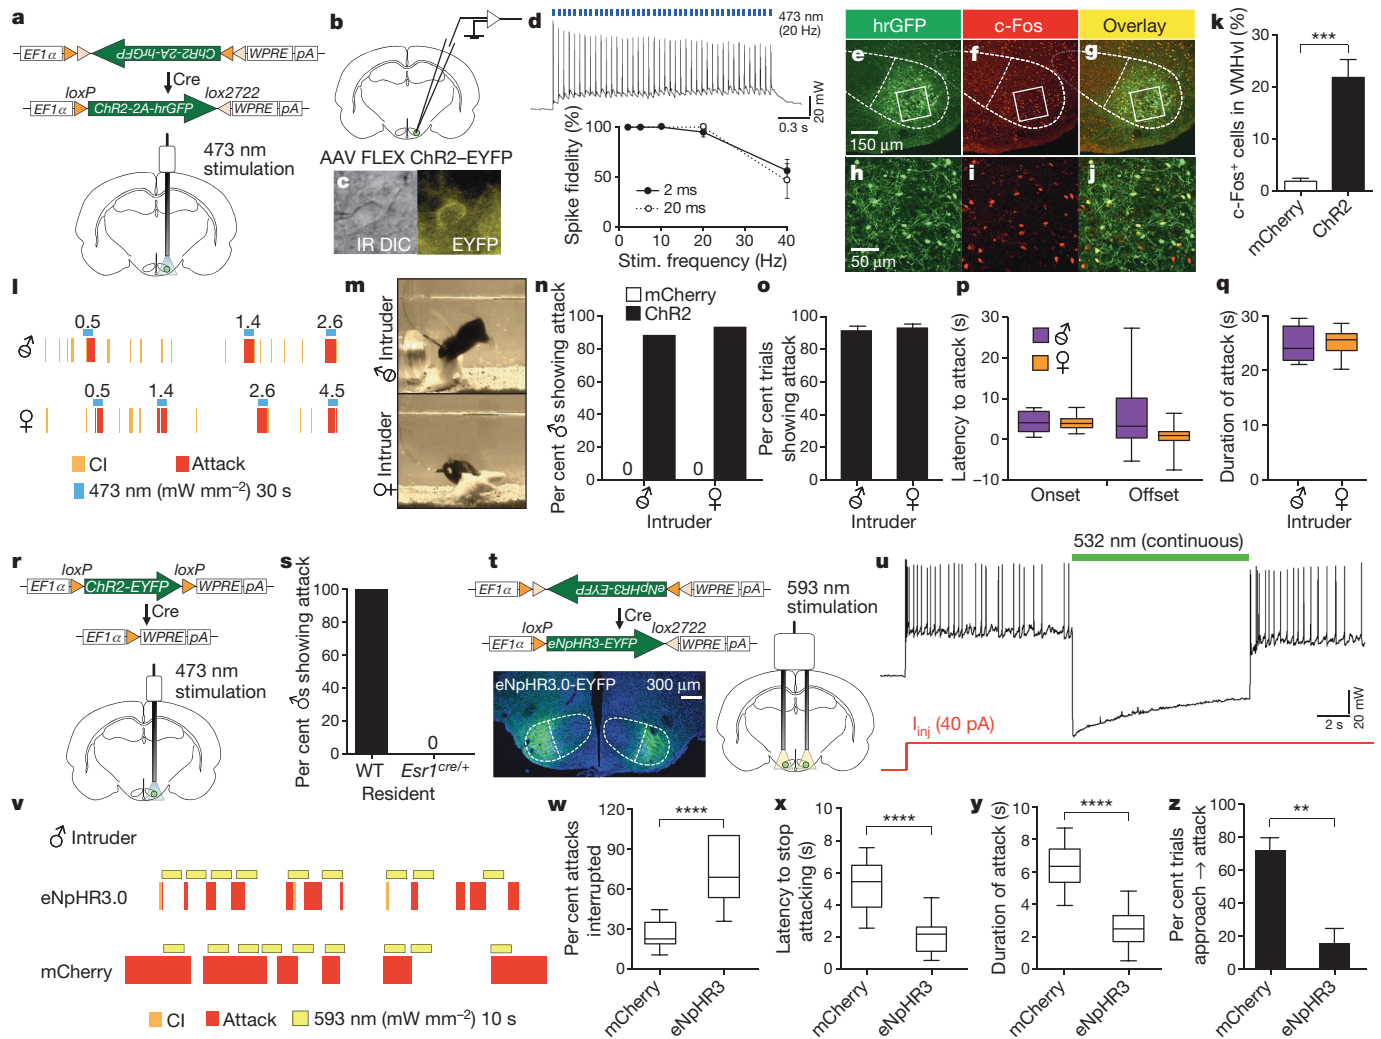 a
EF1α
ChR2-2A-hrGFP
WPRE
pA
Cre
loxP
lox2722
EF1α
ChR2-2A-hrGFP
WPRE
pA
473 nm
stimulation
b
AAV FLEX ChR2–EYFP
c
IR DIC
EYFP
d
473 nm
(20 Hz)
20 mW
0.3 s
Spike fidelity (%)
100
50
0
2 ms
20 ms
0
10
20
30
40
Stim. frequency (Hz)
hrGFP
c-Fos
Overlay
e
f
g
150 µm
h
i
j
50 µm
k
c-Fos⁺ cells in VMHvl (%)
30
20
10
0
***
mCherry
ChR2
l
0.5
1.4
2.6
0.5
1.4
2.6
4.5
♀
CI
Attack
473 nm (mW mm⁻²) 30 s
m
Intruder
♀ Intruder
n
Per cent ♂s showing attack
100
80
60
40
20
0
mCherry
ChR2
0
0
♀
Intruder
o
Per cent trials
showing attack
100
80
60
40
20
0
♀
Intruder
p
Latency to attack (s)
30
20
10
0
–10
♀
Onset
Offset
q
Duration of attack (s)
30
20
10
0
♀
Intruder
r
loxP
loxP
EF1α
ChR2-EYFP
WPRE
pA
Cre
EF1α
WPRE
pA
473 nm
stimulation
s
Per cent ♂s showing attack
100
80
60
40
20
0
0
WT
Esr1cre/+
Resident
t
EF1α
eNpHR3-EYFP
WPRE
pA
Cre
loxP
lox2722
EF1α
eNpHR3-EYFP
WPRE
pA
593 nm
stimulation
eNpHR3.0-EYFP
300 µm
u
532 nm (continuous)
2 s
20 mW
Iinj (40 pA)
v
♂ Intruder
eNpHR3.0
mCherry
CI
Attack
593 nm (mW mm⁻²) 10 s
w
Per cent attacks
interrupted
120
90
60
30
0
****
mCherry
eNpHR3
x
Latency to stop
attacking (s)
10
8
6
4
2
0
****
mCherry
eNpHR3
y
Duration of attack (s)
10
8
6
4
2
0
****
mCherry
eNpHR3
z
Per cent trials
approach → attack
100
80
60
40
20
0
**
mCherry
eNpHR3